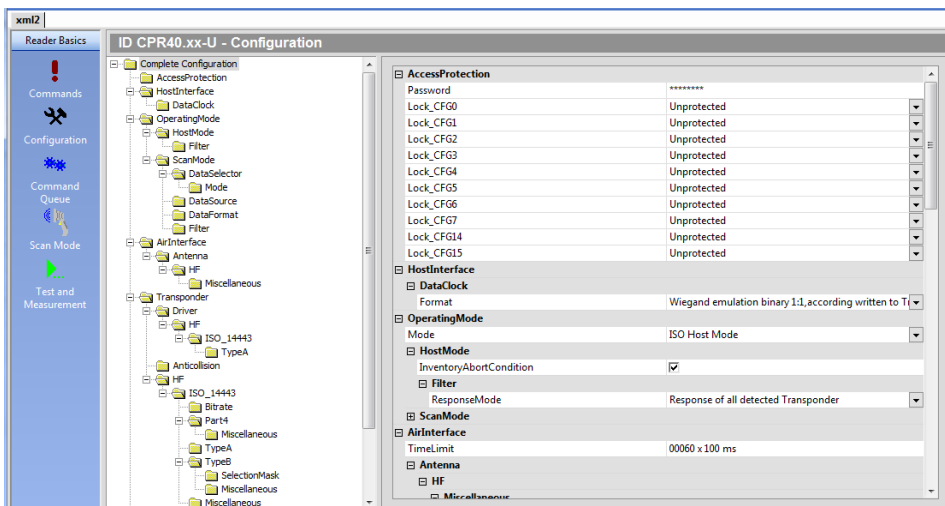 xml2
Reader Basics
Commands
Configuration
Command
Queue
Scan Mode
Test and
Measurement
ID CPR40.xx-U - Configuration
Complete Configuration
AccessProtection
HostInterface
DataClock
OperatingMode
HostMode
Filter
ScanMode
DataSelector
Mode
DataSource
DataFormat
Filter
AirInterface
Antenna
HF
Miscellaneous
Transponder
Driver
HF
ISO_14443
TypeA
Anticollision
HF
ISO_14443
Bitrate
Part4
Miscellaneous
TypeA
TypeB
SelectionMask
Miscellaneous
Miscellaneous
AccessProtection
Password ********
Lock_CFG0 Unprotected
Lock_CFG1 Unprotected
Lock_CFG2 Unprotected
Lock_CFG3 Unprotected
Lock_CFG4 Unprotected
Lock_CFG5 Unprotected
Lock_CFG6 Unprotected
Lock_CFG7 Unprotected
Lock_CFG14 Unprotected
Lock_CFG15 Unprotected
HostInterface
DataClock
Format Wiegand emulation binary 1:1,according written to Tr
OperatingMode
Mode ISO Host Mode
HostMode
InventoryAbortCondition
Filter
ResponseMode Response of all detected Transponder
ScanMode
AirInterface
TimeLimit 00060 x 100 ms
Antenna
HF
Miscellaneous